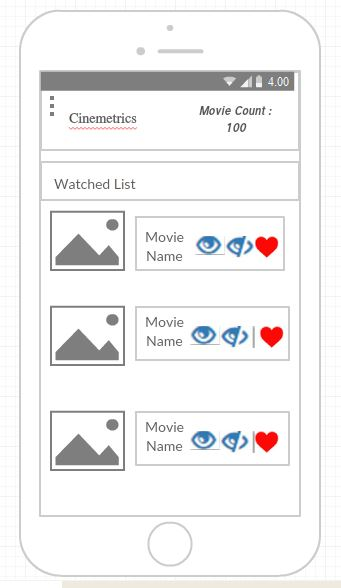 4.00
Cinemetrics
Movie Count :
100
Watched List
Movie
Name
Movie
Name
Movie
Name